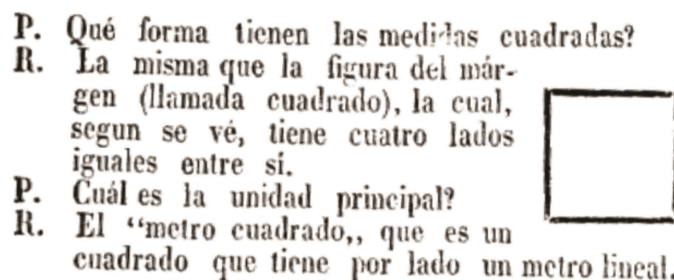 P. Qué forma tienen las medidas cuadradas?
R. La misma que la figura del már-
gen (llamada cuadrado), la cual,
segun se vé, tiene cuatro lados
iguales entre sí.
P. Cuál es la unidad principal?
R. El “metro cuadrado,, que es un
cuadrado que tiene por lado un metro lineal.